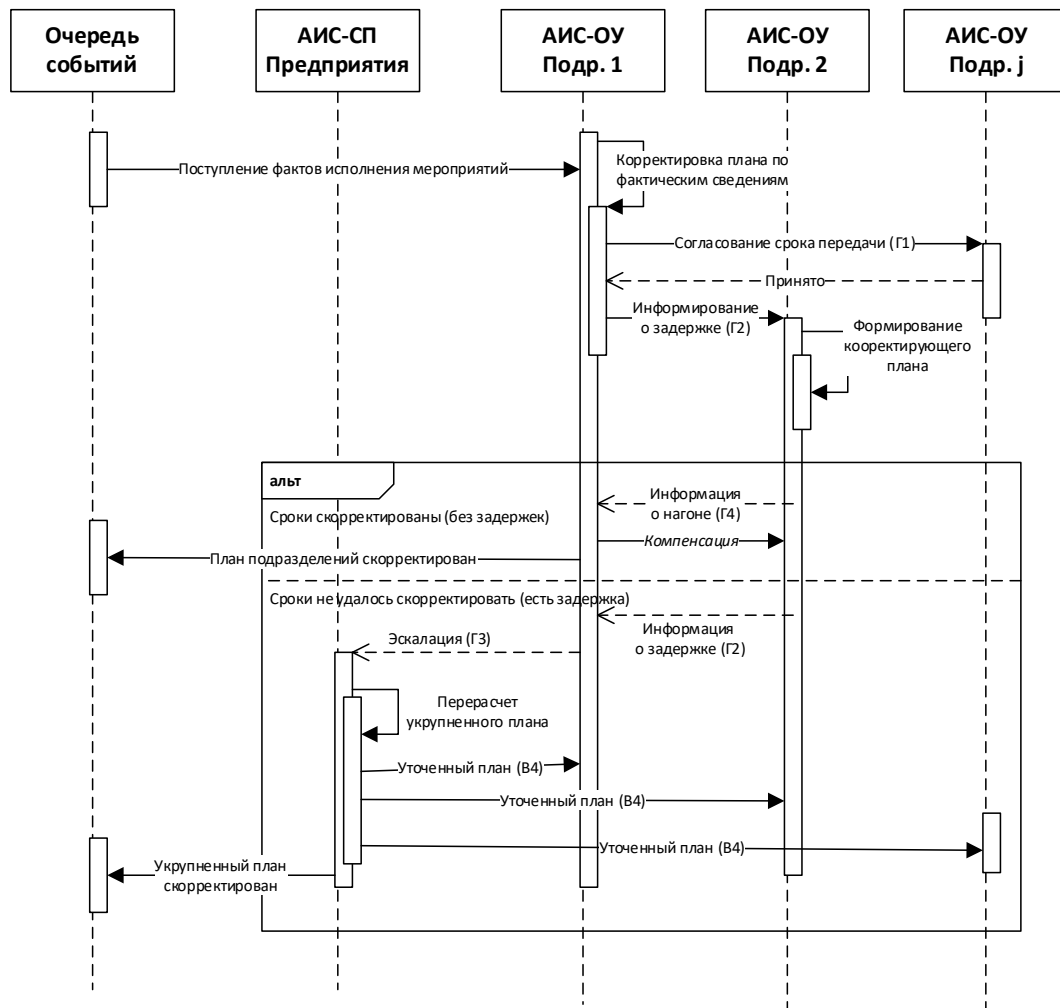 Очередь
событий
АИС-СП
Предприятия
АИС-ОУ
Подр. 1
АИС-ОУ
Подр. 2
АИС-ОУ
Подр. j
Поступление фактов исполнения мероприятий
Корректировка плана по
фактическим сведениям
Согласование срока передачи (Г1)
Принято
Информирование
о задержке (Г2)
Формирование
кооректирующего
плана
альт
Сроки скорректированы (без задержек)
Информация
о нагоне (Г4)
Компенсация
План подразделений скорректирован
Сроки не удалось скорректировать (есть задержка)
Информация
о задержке (Г2)
Эскалация (Г3)
Перерасчет
укрупненного плана
Уточненный план (В4)
Уточненный план (В4)
Уточненный план (В4)
Укрупненный план
скорректирован